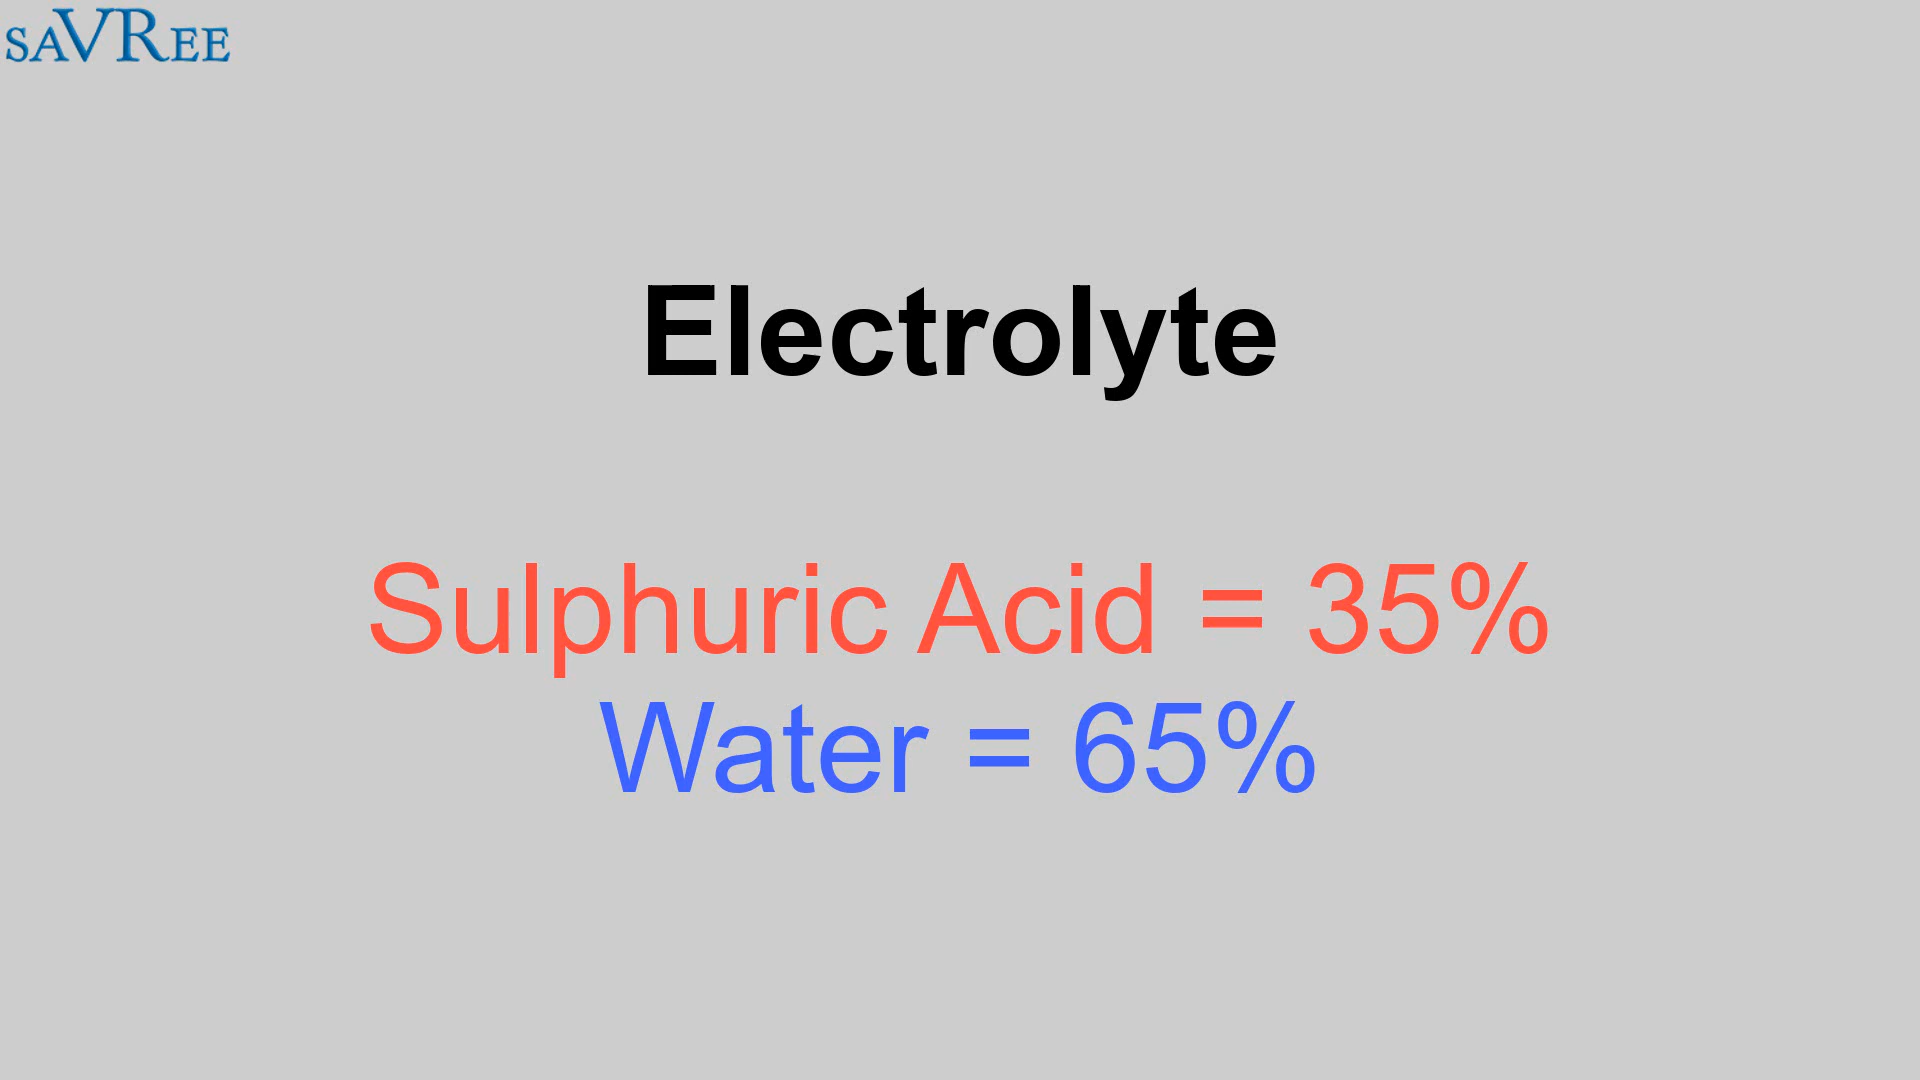 saVRee
Electrolyte
Sulphuric Acid = 35%
Water = 65%